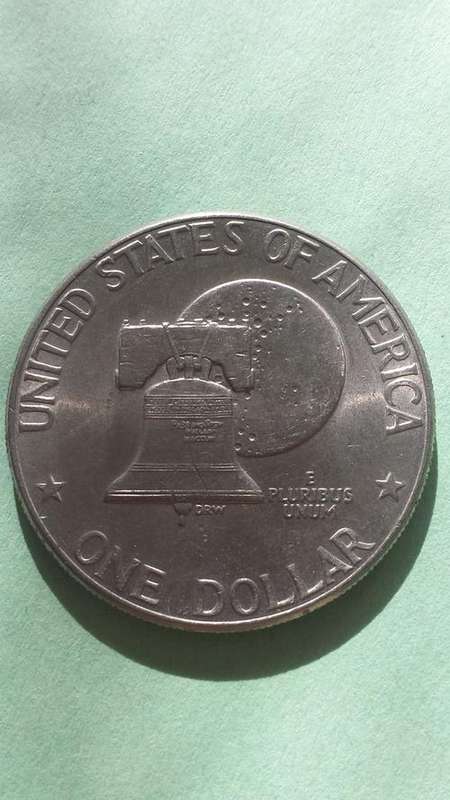 UNITED STATES OF AMERICA
DRW
E
PLURIBUS
UNUM
ONE DOLLAR